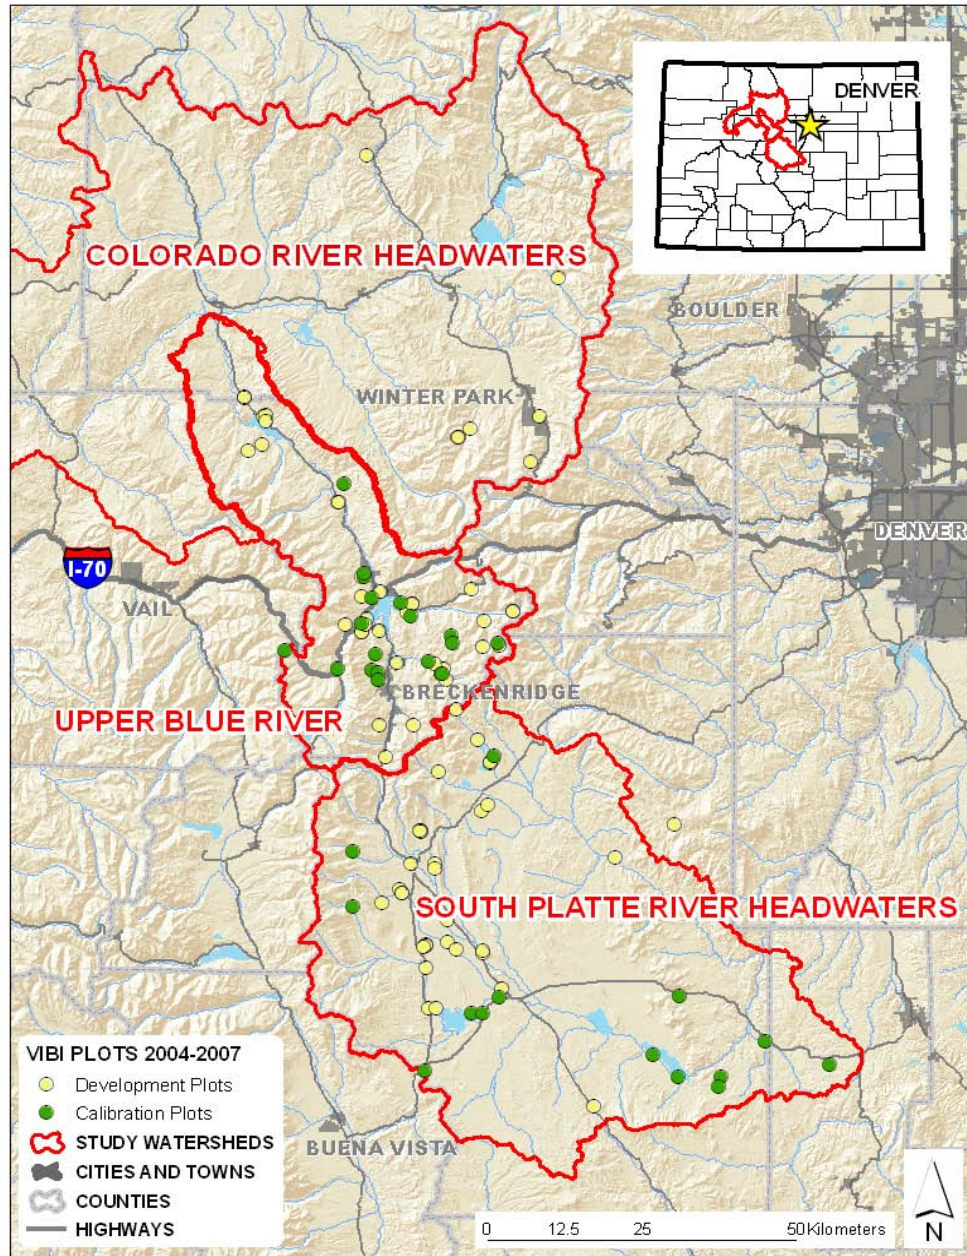 DENVER
COLORADO RIVER HEADWATERS
BOULDER
WINTER PARK
DENVER
I-70
VAIL
BRECKENRIDGE
UPPER BLUE RIVER
SOUTH PLATTE RIVER HEADWATERS
VIBI PLOTS 2004-2007
Development Plots
Calibration Plots
STUDY WATERSHEDS
CITIES AND TOWNS
COUNTIES
HIGHWAYS
BUENA VISTA
0 12.5 25 50 Kilometers
N